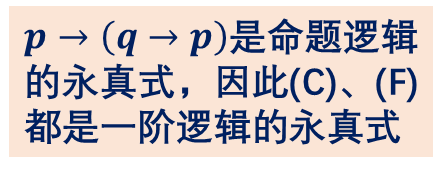 p → (q → p)是命题逻辑
的永真式，因此(C)、(F)
都是一阶逻辑的永真式